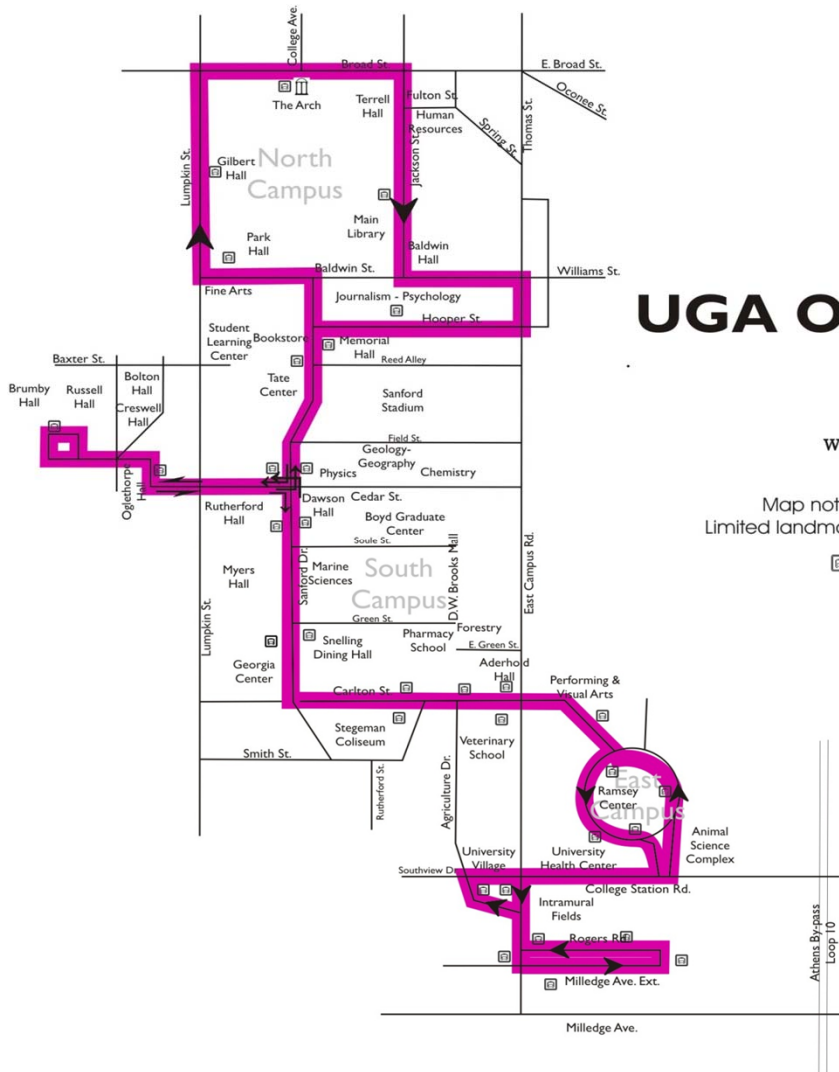 College Ave.
Broad St.
E. Broad St.
Oconee St.
The Arch
Terrell
Hall
Fulton St.
Human
Resources
Spring St.
Thomas St.
Jackson St.
Lumpkin St.
Gilbert
Hall
North
Campus
Main
Library
Park
Hall
Baldwin
Hall
Baldwin St.
Williams St.
Fine Arts
Journalism - Psychology
Hooper St
UGA O
Student
Learning
Center
Bookstore
Memorial
Hall
Reed Alley
Baxter St.
Tate
Center
Brumby
Hall
Russell
Hall
Bolton
Hall
Creswell
Hall
Sanford
Stadium
Field St.
Geology-
Geography
W
Physics
Chemistry
Oglethorpe
Hall
Rutherford
Hall
Dawson
Hall
Cedar St.
Map not
Limited landma
Boyd Graduate
Center
Soule St.
Myers
Hall
Sanford Dr.
Marine
Sciences
South
Campus
D.W. Brooks Mall
East Campus Rd.
Green St.
Lumpkin St.
Snelling
Dining Hall
Pharmacy
School
Forestry
E. Green St.
Georgia
Center
Aderhold
Hall
Performing &
Visual Arts
Carlton St.
Stegeman
Coliseum
Veterinary
School
Smith St.
Rutherford St.
Agriculture Dr.
East
Campus
Ramsey
Center
Animal
Science
Complex
University
Village
University
Health Center
Southview Dr
College Station Rd.
Intramural
Fields
Rogers Rd
Athens By-pass
Loop 10
Milledge Ave. Ext.
Milledge Ave.